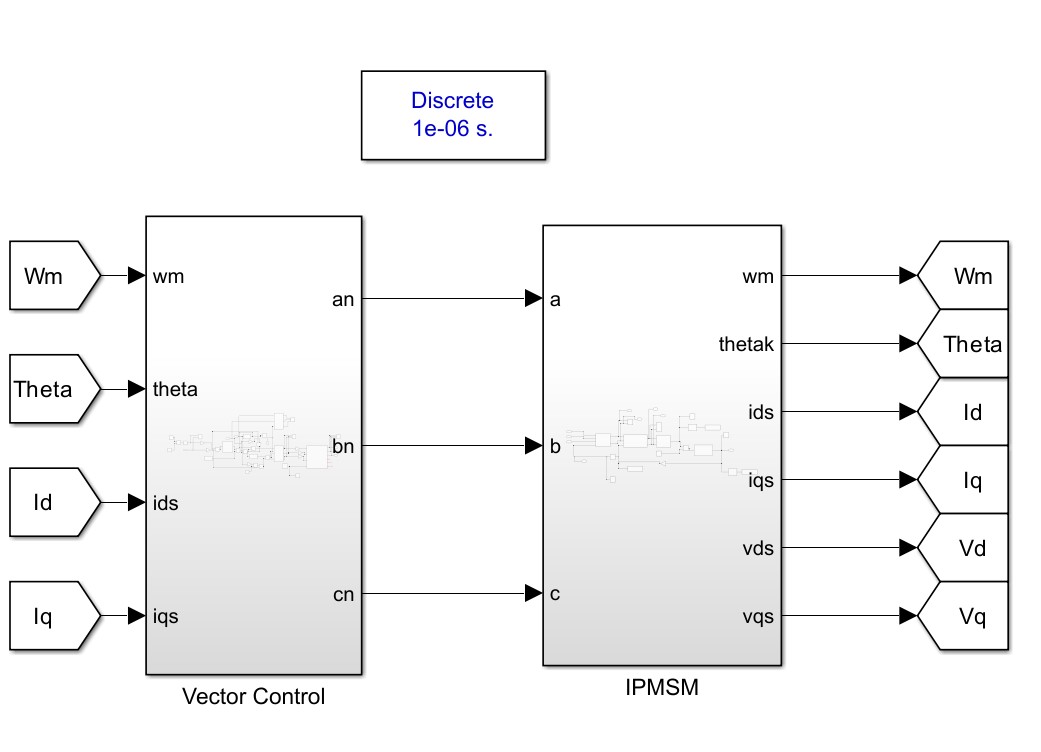 Discrete
1e-06 s.
Wm
Theta
Id
Iq
wm
theta
ids
iqs
an
bn
cn
Vector Control
a
b
c
wm
thetak
ids
iqs
vds
vqs
IPMSM
Wm
Theta
Id
Iq
Vd
Vq